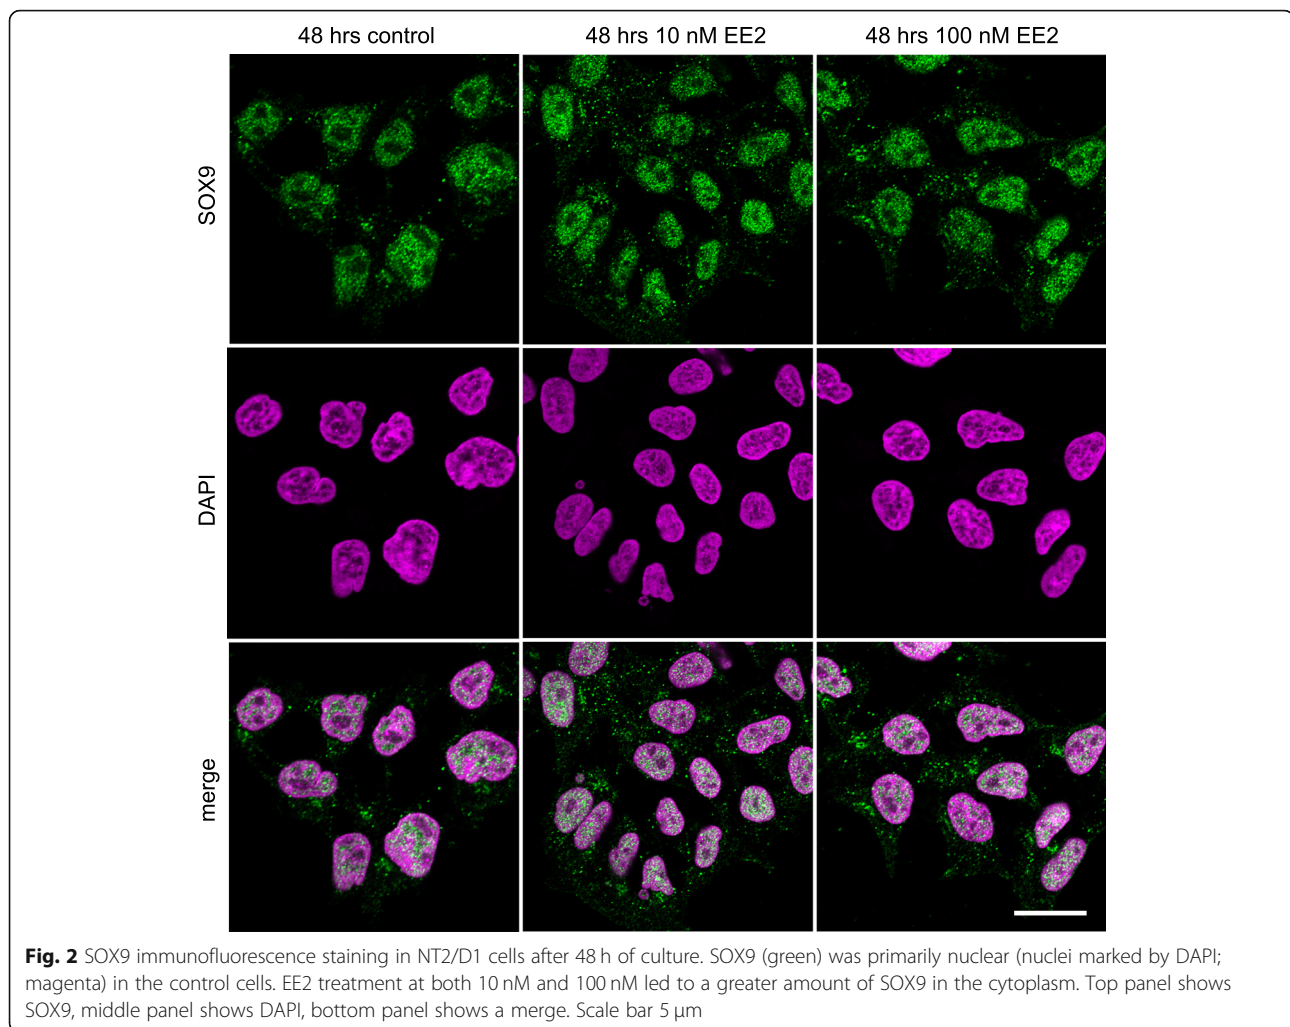 48 hrs control
48 hrs 10 nM EE2
48 hrs 100 nM EE2
SOX9
DAPI
merge
Fig. 2 SOX9 immunofluorescence staining in NT2/D1 cells after 48 h of culture. SOX9 (green) was primarily nuclear (nuclei marked by DAPI;
magenta) in the control cells. EE2 treatment at both 10 nM and 100 nM led to a greater amount of SOX9 in the cytoplasm. Top panel shows
SOX9, middle panel shows DAPI, bottom panel shows a merge. Scale bar 5 μm